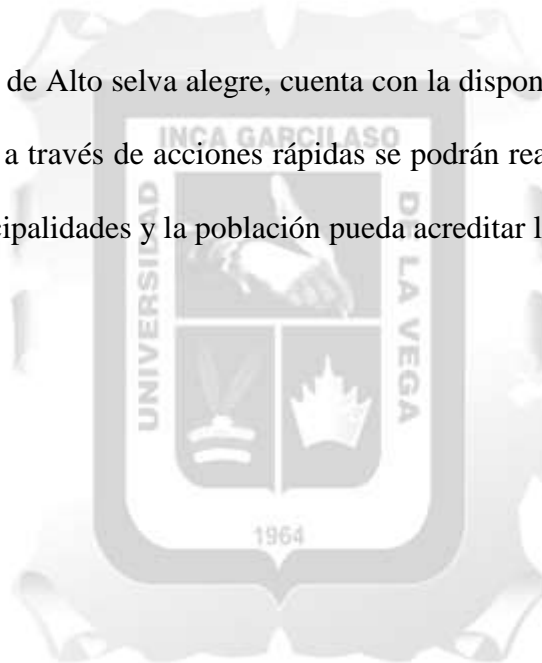 de Alto selva alegre, cuenta con la dispon
a través de acciones rápidas se podrán rea
cipalidades y la población pueda acreditar l
INCA GARCILASO
UNIVERSIDAD
DE LA VEGA
1964